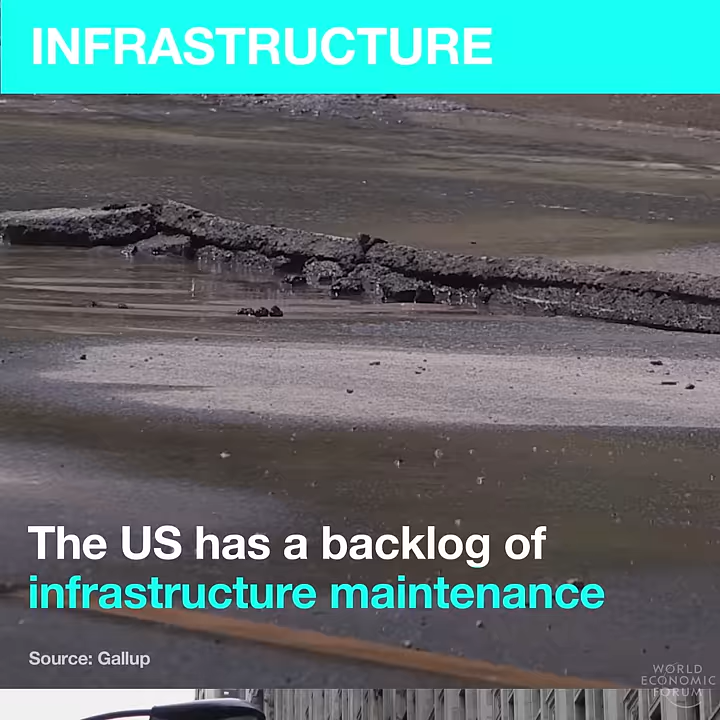 INFRASTRUCTURE
The US has a backlog of
infrastructure maintenance
Source: Gallup
WORLD
ECONOMIC
FORUM